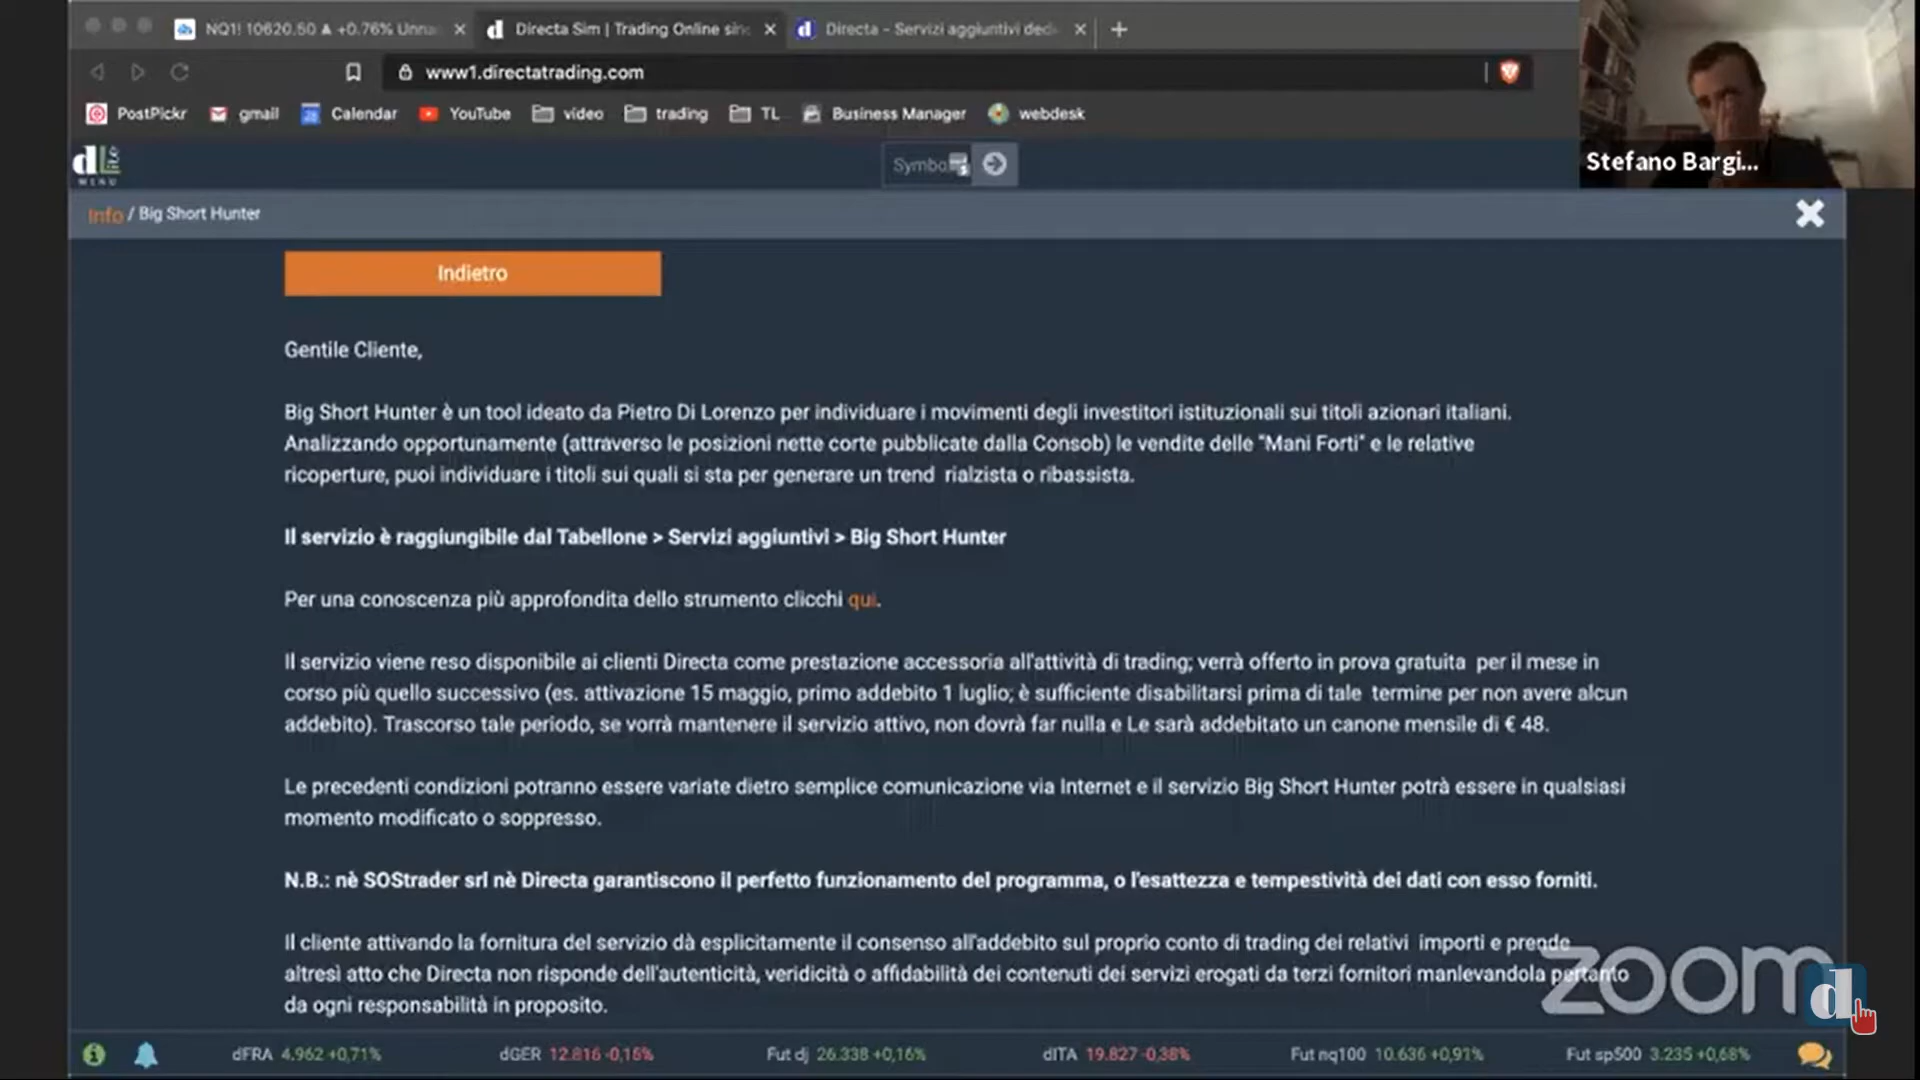 NQ1! 10620.50 ▲ +0.76% Unna
Directa Sim | Trading Online sinc
Directa - Servizi aggiuntivi ded
www1.directatrading.com
PostPickr
gmail
Calendar
YouTube
video
trading
TL
Business Manager
webdesk
Stefano Bargi...
dLite
MENU
Symbo
Info / Big Short Hunter
Indietro
Gentile Cliente,
Big Short Hunter è un tool ideato da Pietro Di Lorenzo per individuare i movimenti degli investitori istituzionali sui titoli azionari italiani.
Analizzando opportunamente (attraverso le posizioni nette corte pubblicate dalla Consob) le vendite delle "Mani Forti" e le relative
ricoperture, puoi individuare i titoli sui quali si sta per generare un trend rialzista o ribassista.
Il servizio è raggiungibile dal Tabellone > Servizi aggiuntivi > Big Short Hunter
Per una conoscenza più approfondita dello strumento clicchi qui.
Il servizio viene reso disponibile ai clienti Directa come prestazione accessoria all'attività di trading; verrà offerto in prova gratuita per il mese in
corso più quello successivo (es. attivazione 15 maggio, primo addebito 1 luglio; è sufficiente disabilitarsi prima di tale termine per non avere alcun
addebito). Trascorso tale periodo, se vorrà mantenere il servizio attivo, non dovrà far nulla e Le sarà addebitato un canone mensile di € 48.
Le precedenti condizioni potranno essere variate dietro semplice comunicazione via Internet e il servizio Big Short Hunter potrà essere in qualsiasi
momento modificato o soppresso.
N.B.: nè SOStrader srl nè Directa garantiscono il perfetto funzionamento del programma, o l'esattezza e tempestività dei dati con esso forniti.
Il cliente attivando la fornitura del servizio dà esplicitamente il consenso all'addebito sul proprio conto di trading dei relativi importi e prende
altresì atto che Directa non risponde dell'autenticità, veridicità o affidabilità dei contenuti dei servizi erogati da terzi fornitori manlevandola pertanto
da ogni responsabilità in proposito.
zoom
d
dFRA 4.962 +0,71%
dGER 12.816 -0,16%
Fut dj 26.338 +0,16%
dITA 19.827 -0,38%
Fut nq100 10.636 +0,91%
Fut sp500 3.235 +0,68%